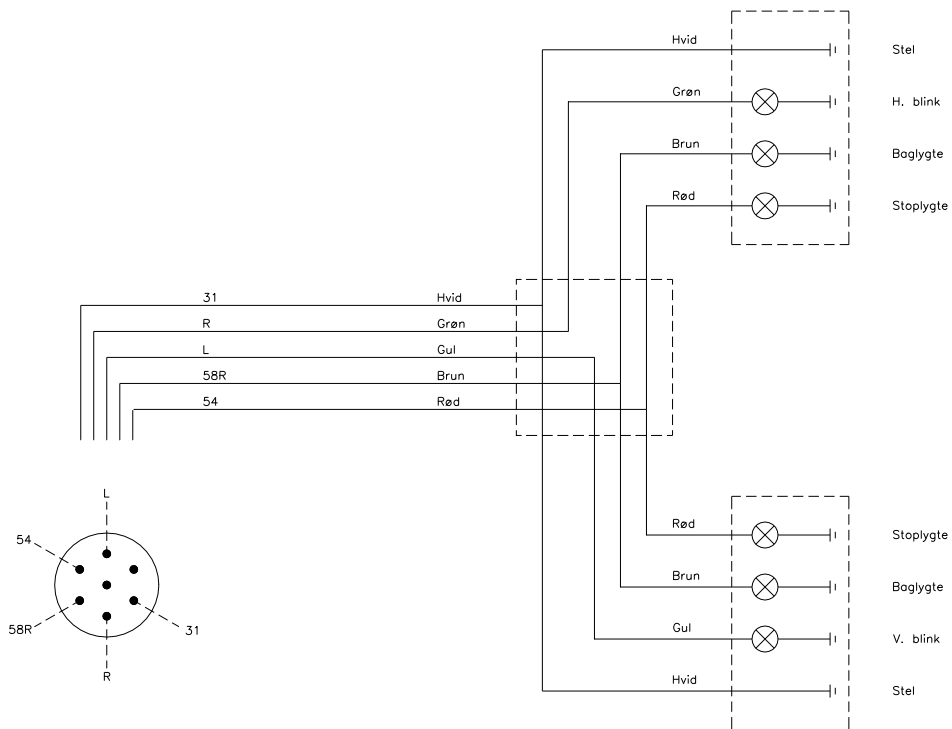 Hvid
Stel
Grøn
H. blink
Brun
Baglygte
Rød
Stoplygte
31
Hvid
R
Grøn
L
Gul
58R
Brun
54
Rød
L
54
58R
31
R
Rød
Stoplygte
Brun
Baglygte
Gul
V. blink
Hvid
Stel